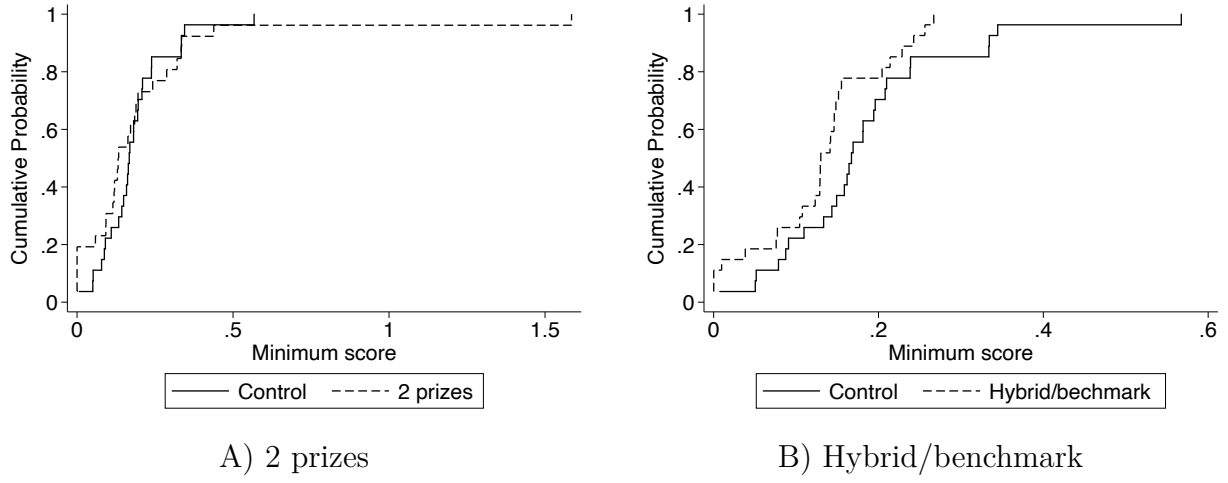 Cumulative Probability
1
.8
.6
.4
.2
0
0 .5 1 1.5
Minimum score
Control 2 prizes
A) 2 prizes
Cumulative Probability
1
.8
.6
.4
.2
0
0 .2 .4 .6
Minimum score
Control Hybrid/bechmark
B) Hybrid/benchmark